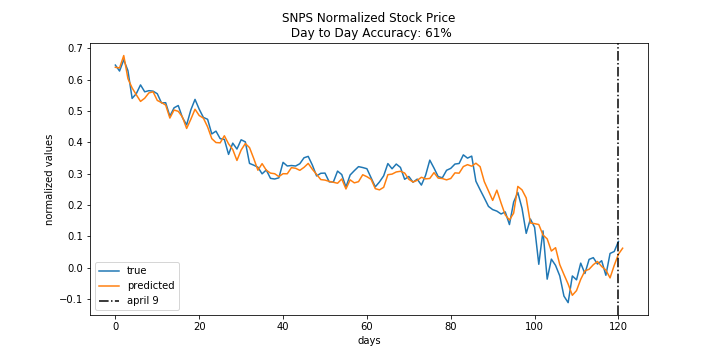 SNPS Normalized Stock Price
Day to Day Accuracy: 61%
normalized values
0.7
0.6
0.5
0.4
0.3
0.2
0.1
0.0
−0.1
true
predicted
april 9
0 20 40 60 80 100 120
days